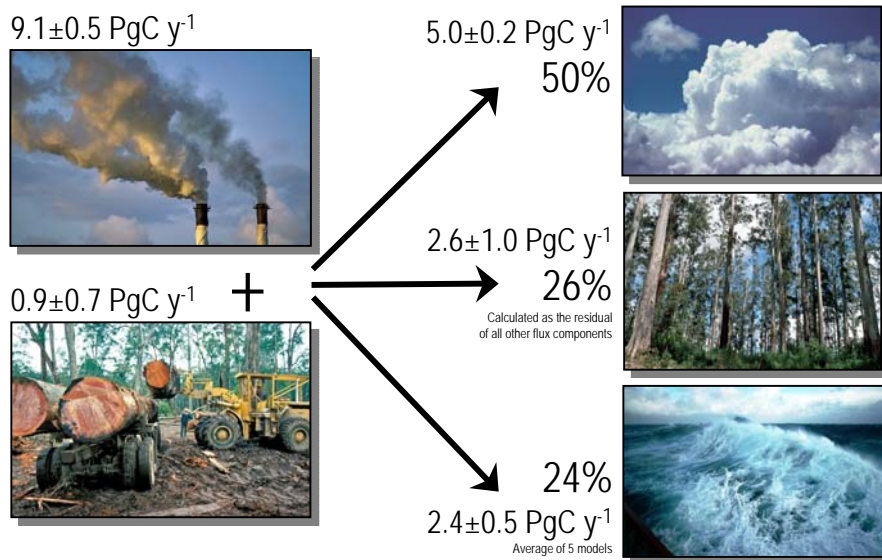 9.1±0.5 PgC y-1
0.9±0.7 PgC y-1
+
5.0±0.2 PgC y-1
50%
2.6±1.0 PgC y-1
26%
Calculated as the residual
of all other flux components
24%
2.4±0.5 PgC y-1
Average of 5 models